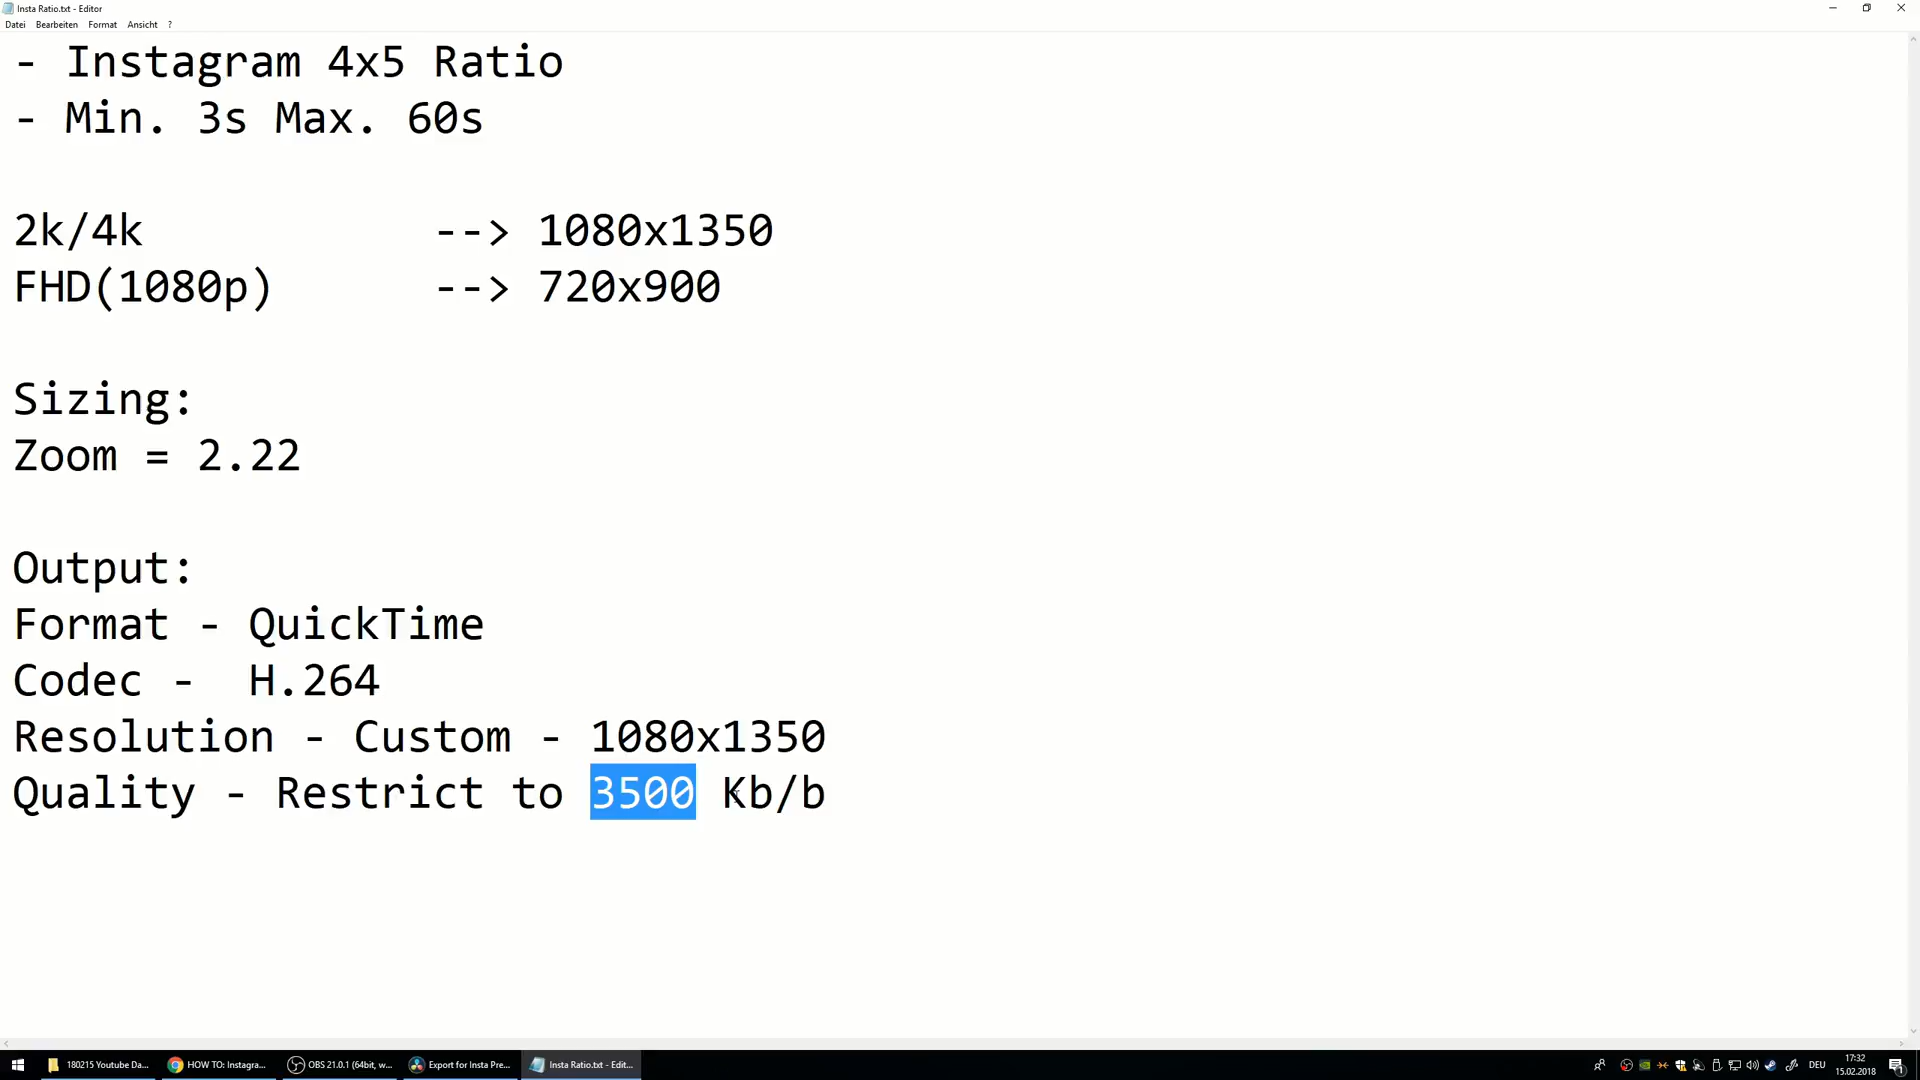 Insta Ratio.txt - Editor
Datei Bearbeiten Format Ansicht ?
- Instagram 4x5 Ratio
- Min. 3s Max. 60s
2k/4k --> 1080x1350
FHD(1080p) --> 720x900
Sizing:
Zoom = 2.22
Output:
Format - QuickTime
Codec - H.264
Resolution - Custom - 1080x1350
Quality - Restrict to 3500 Kb/b
180215 Youtube Da... HOW TO: Instagra... OBS 21.0.1 (64bit, w... Export for Insta Pre... Insta Ratio.txt - Edit... DEU 17:32
15.02.2018